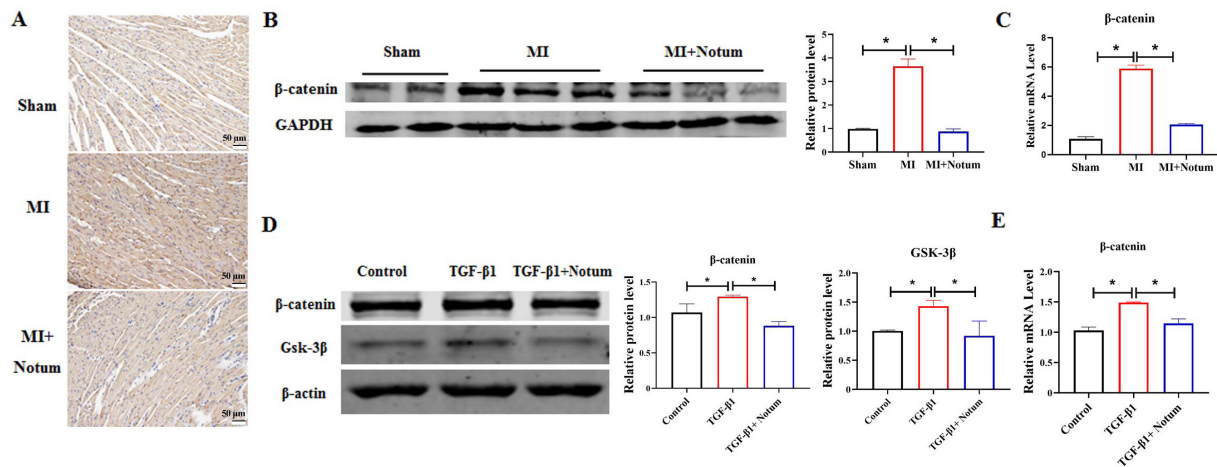 A
Sham
50 μm
MI
50 μm
MI+
Notum
50 μm
B
Sham MI MI+Notum
β-catenin
GAPDH
Relative protein level
5
4
3
2
1
0
* *
Sham MI MI+Notum
C
β-catenin
Relative mRNA Level
8
6
4
2
0
* *
Sham MI MI+Notum
D
Control TGF-β1 TGF-β1+Notum
β-catenin
Gsk-3β
β-actin
β-catenin
Relative protein level
1.5
1.0
0.5
0.0
* *
Control TGF-β1 TGF-β1+ Notum
GSK-3β
Relative protein level
2.0
1.5
1.0
0.5
0.0
* *
Control TGF-β1 TGF-β1+ Notum
E
β-catenin
Relative mRNA Level
2.0
1.5
1.0
0.5
0.0
* *
Control TGF-β1 TGF-β1+ Notum